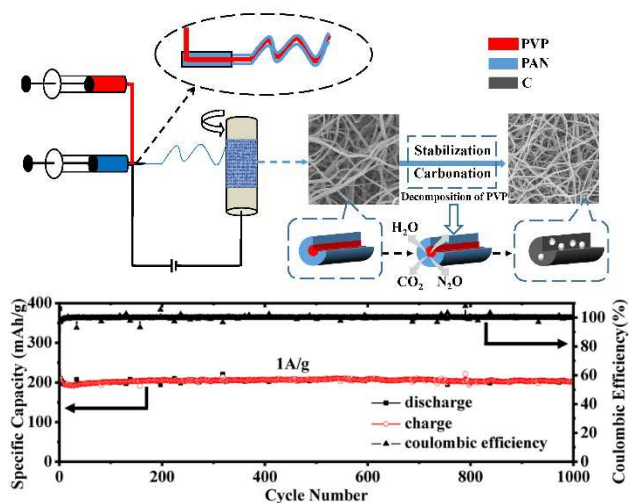 PVP
PAN
C
Stabilization
Carbonation
Decomposition of PVP
H₂O
CO₂
N₂O
Specific Capacity (mAh/g)
400
300
200
100
0
1A/g
discharge
charge
coulombic efficiency
0
200
400
600
800
1000
Cycle Number
100
80
60
40
20
0
Coulombic Efficiency(%)